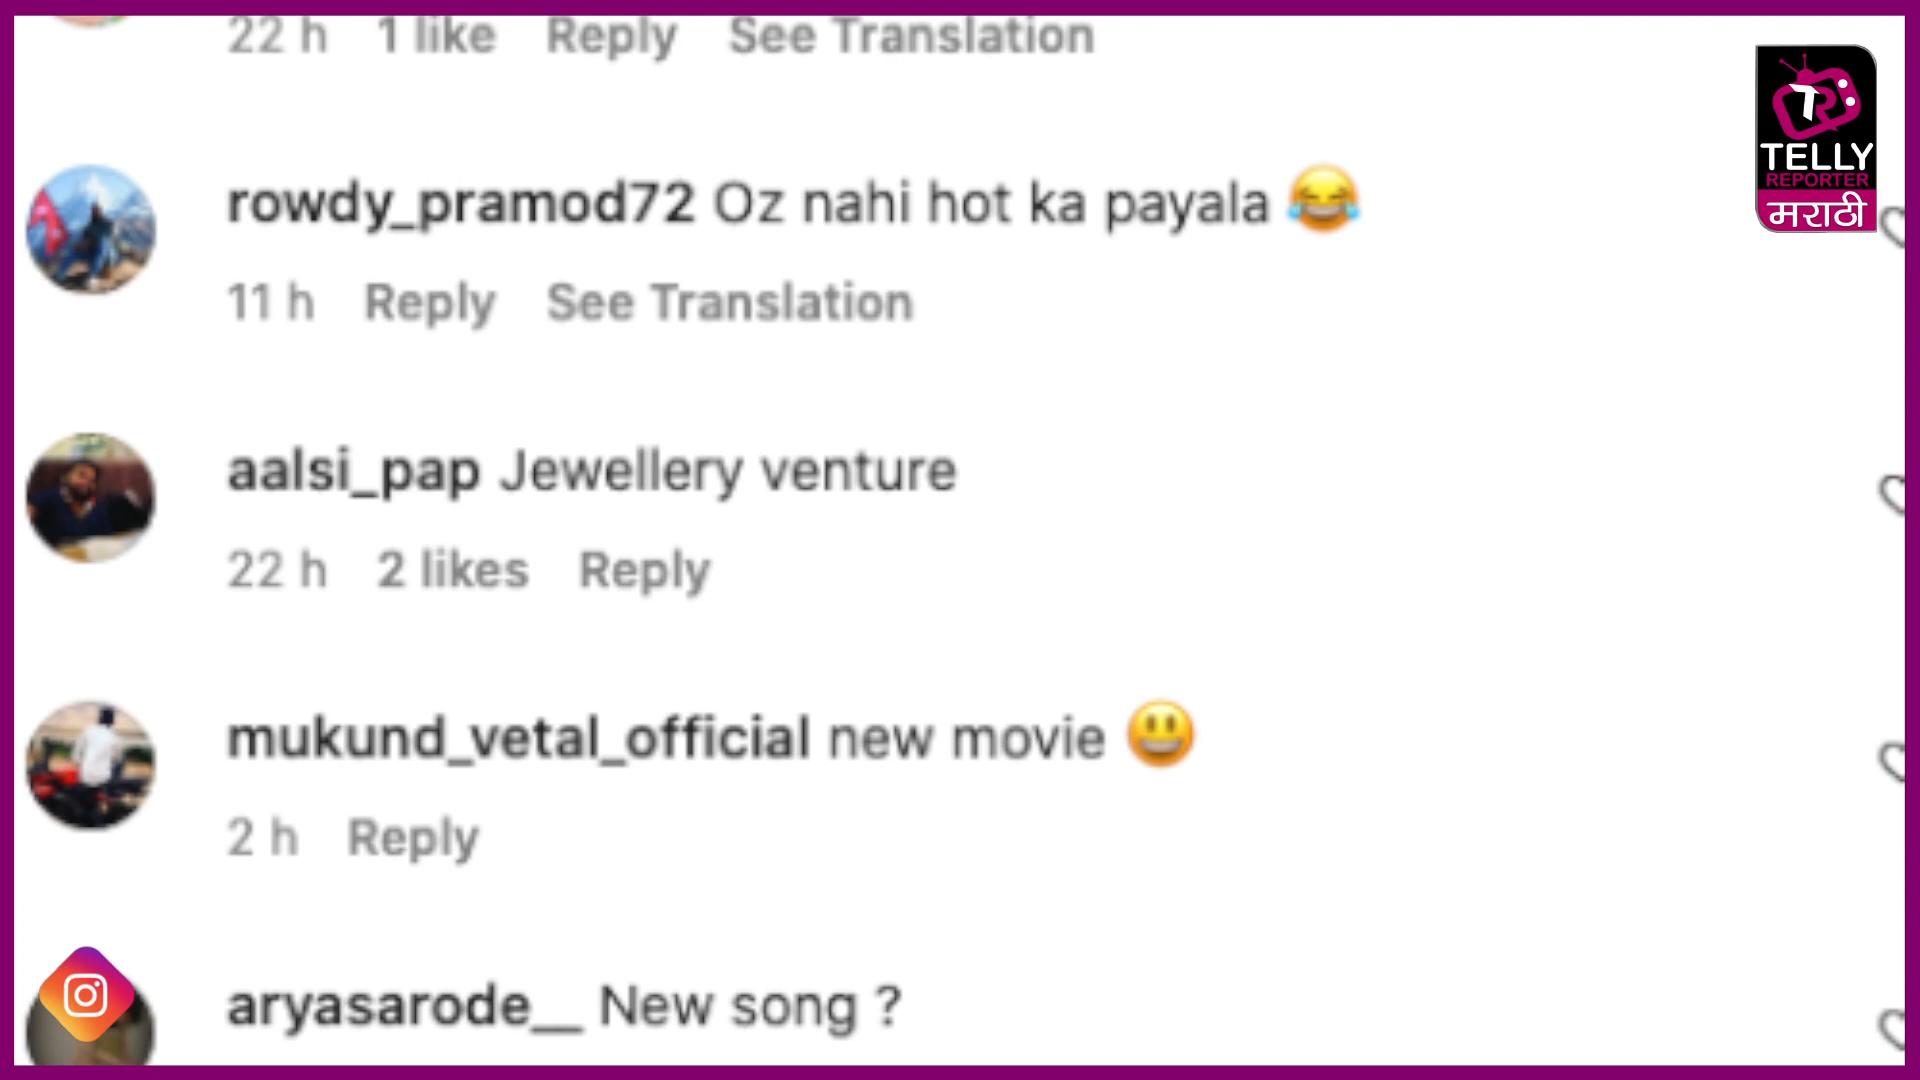 22 h 1 like Reply See Translation
TELLY
REPORTER
मराठी
rowdy_pramod72 Oz nahi hot ka payala 😂
11 h Reply See Translation
aalsi_pap Jewellery venture
22 h 2 likes Reply
mukund_vetal_official new movie 😃
2 h Reply
aryasarode__ New song ?